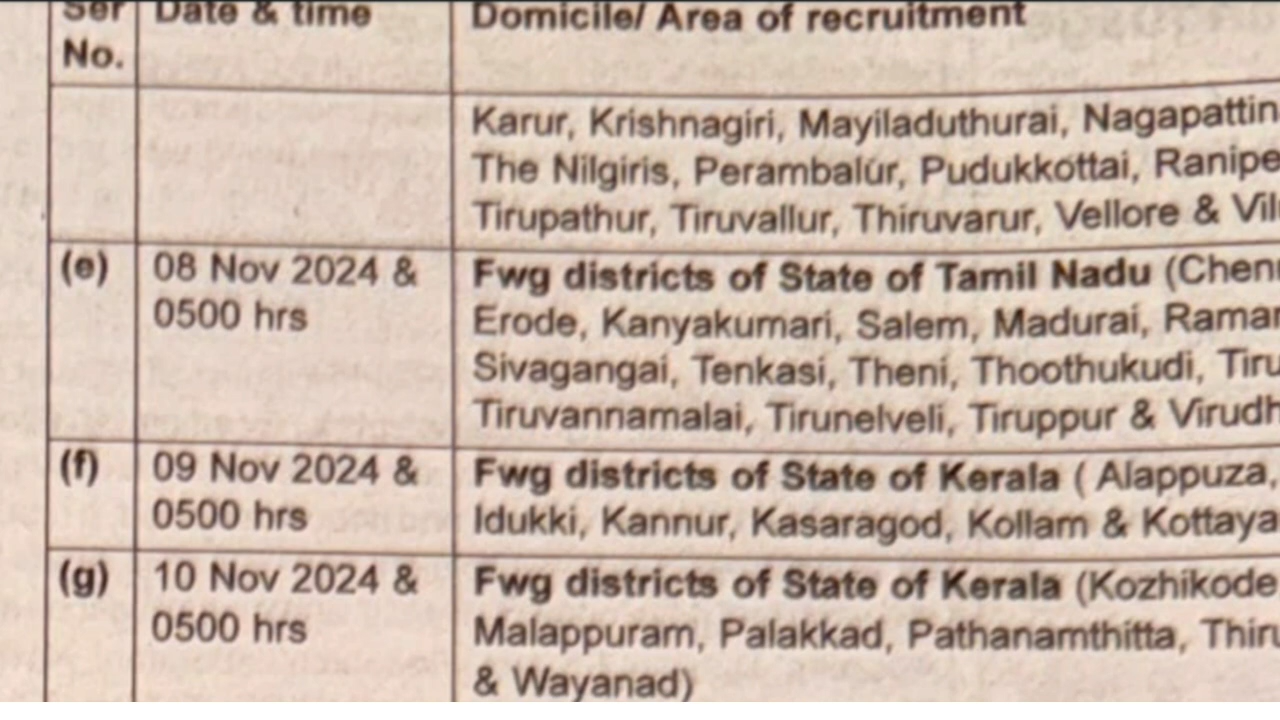 Ser Date & time Domicile/ Area of recruitment
No.
Karur, Krishnagiri, Mayiladuthurai,
The Nilgiris, Perambalur, Pudukkottai,
Tirupathur, Tiruvallur, Thiruvarur, Vellore &
(e) 08 Nov 2024 & Fwg districts of State of Tamil Nadu
0500 hrs Erode, Kanyakumari, Salem, Madurai,
Sivagangai, Tenkasi, Theni, Thoothukudi,
Tiruvannamalai, Tirunelveli, Tiruppur &
(f) 09 Nov 2024 & Fwg districts of State of Kerala ( Alappuza,
0500 hrs Idukki, Kannur, Kasaragod, Kollam &
(g) 10 Nov 2024 & Fwg districts of State of Kerala (Kozhikode
0500 hrs Malappuram, Palakkad, Pathanamthitta,
& Wayanad)